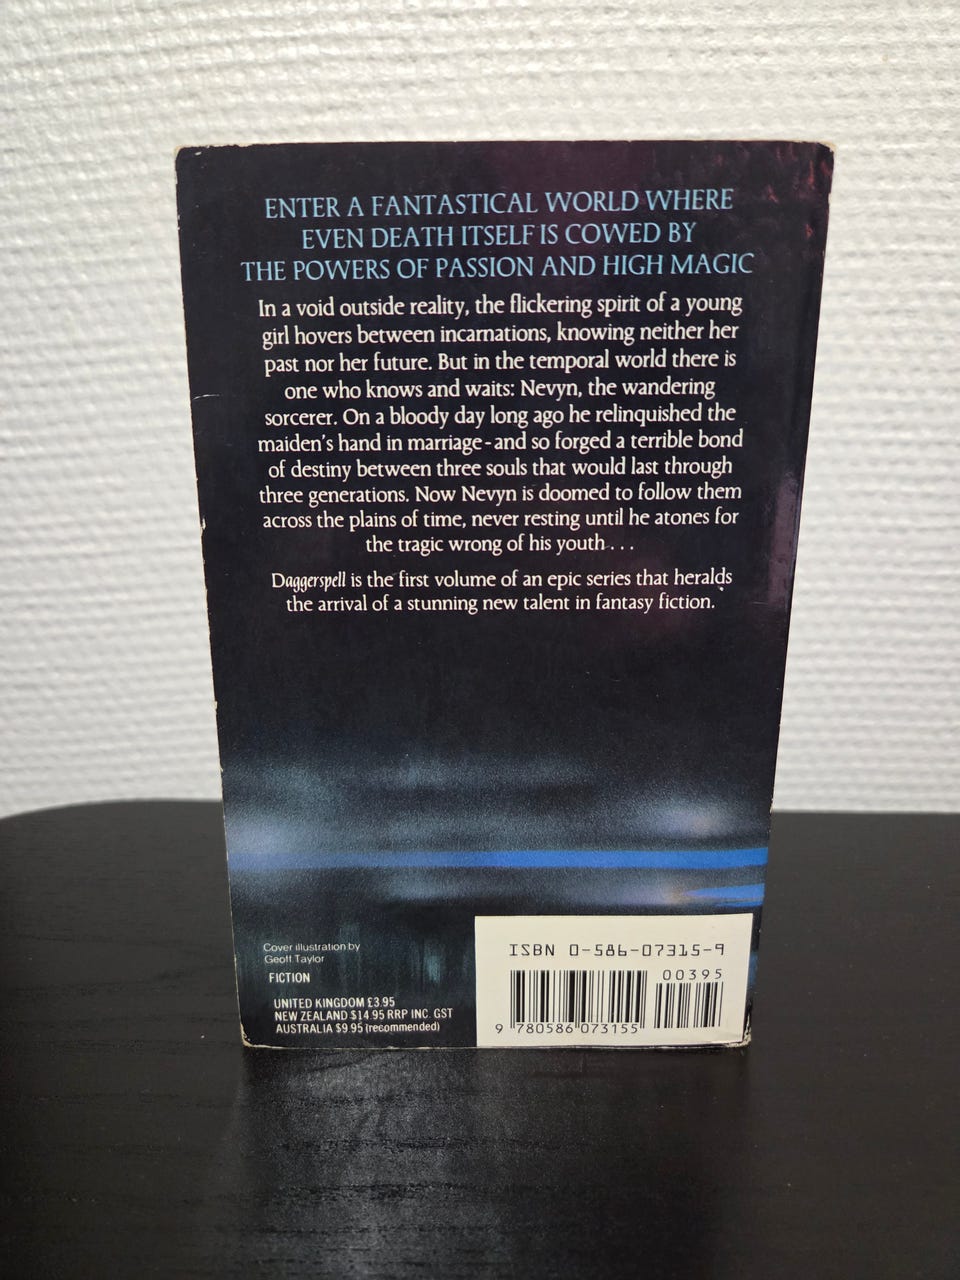 ENTER A FANTASTICAL WORLD WHERE
EVEN DEATH ITSELF IS COWED BY
THE POWERS OF PASSION AND HIGH MAGIC
In a void outside reality, the flickering spirit of a young
girl hovers between incarnations, knowing neither her
past nor her future. But in the temporal world there is
one who knows and waits: Nevyn, the wandering
sorcerer. On a bloody day long ago he relinquished the
maiden's hand in marriage - and so forged a terrible bond
of destiny between three souls that would last through
three generations. Now Nevyn is doomed to follow them
across the plains of time, never resting until he atones for
the tragic wrong of his youth . . .
Daggerspell is the first volume of an epic series that heralds
the arrival of a stunning new talent in fantasy fiction.
Cover illustration by
Geoff Taylor
FICTION
UNITED KINGDOM £3.95
NEW ZEALAND $14.95 RRP INC. GST
AUSTRALIA $9.95 (recommended)
ISBN 0-586-07315-9
00395
9 780586 073155